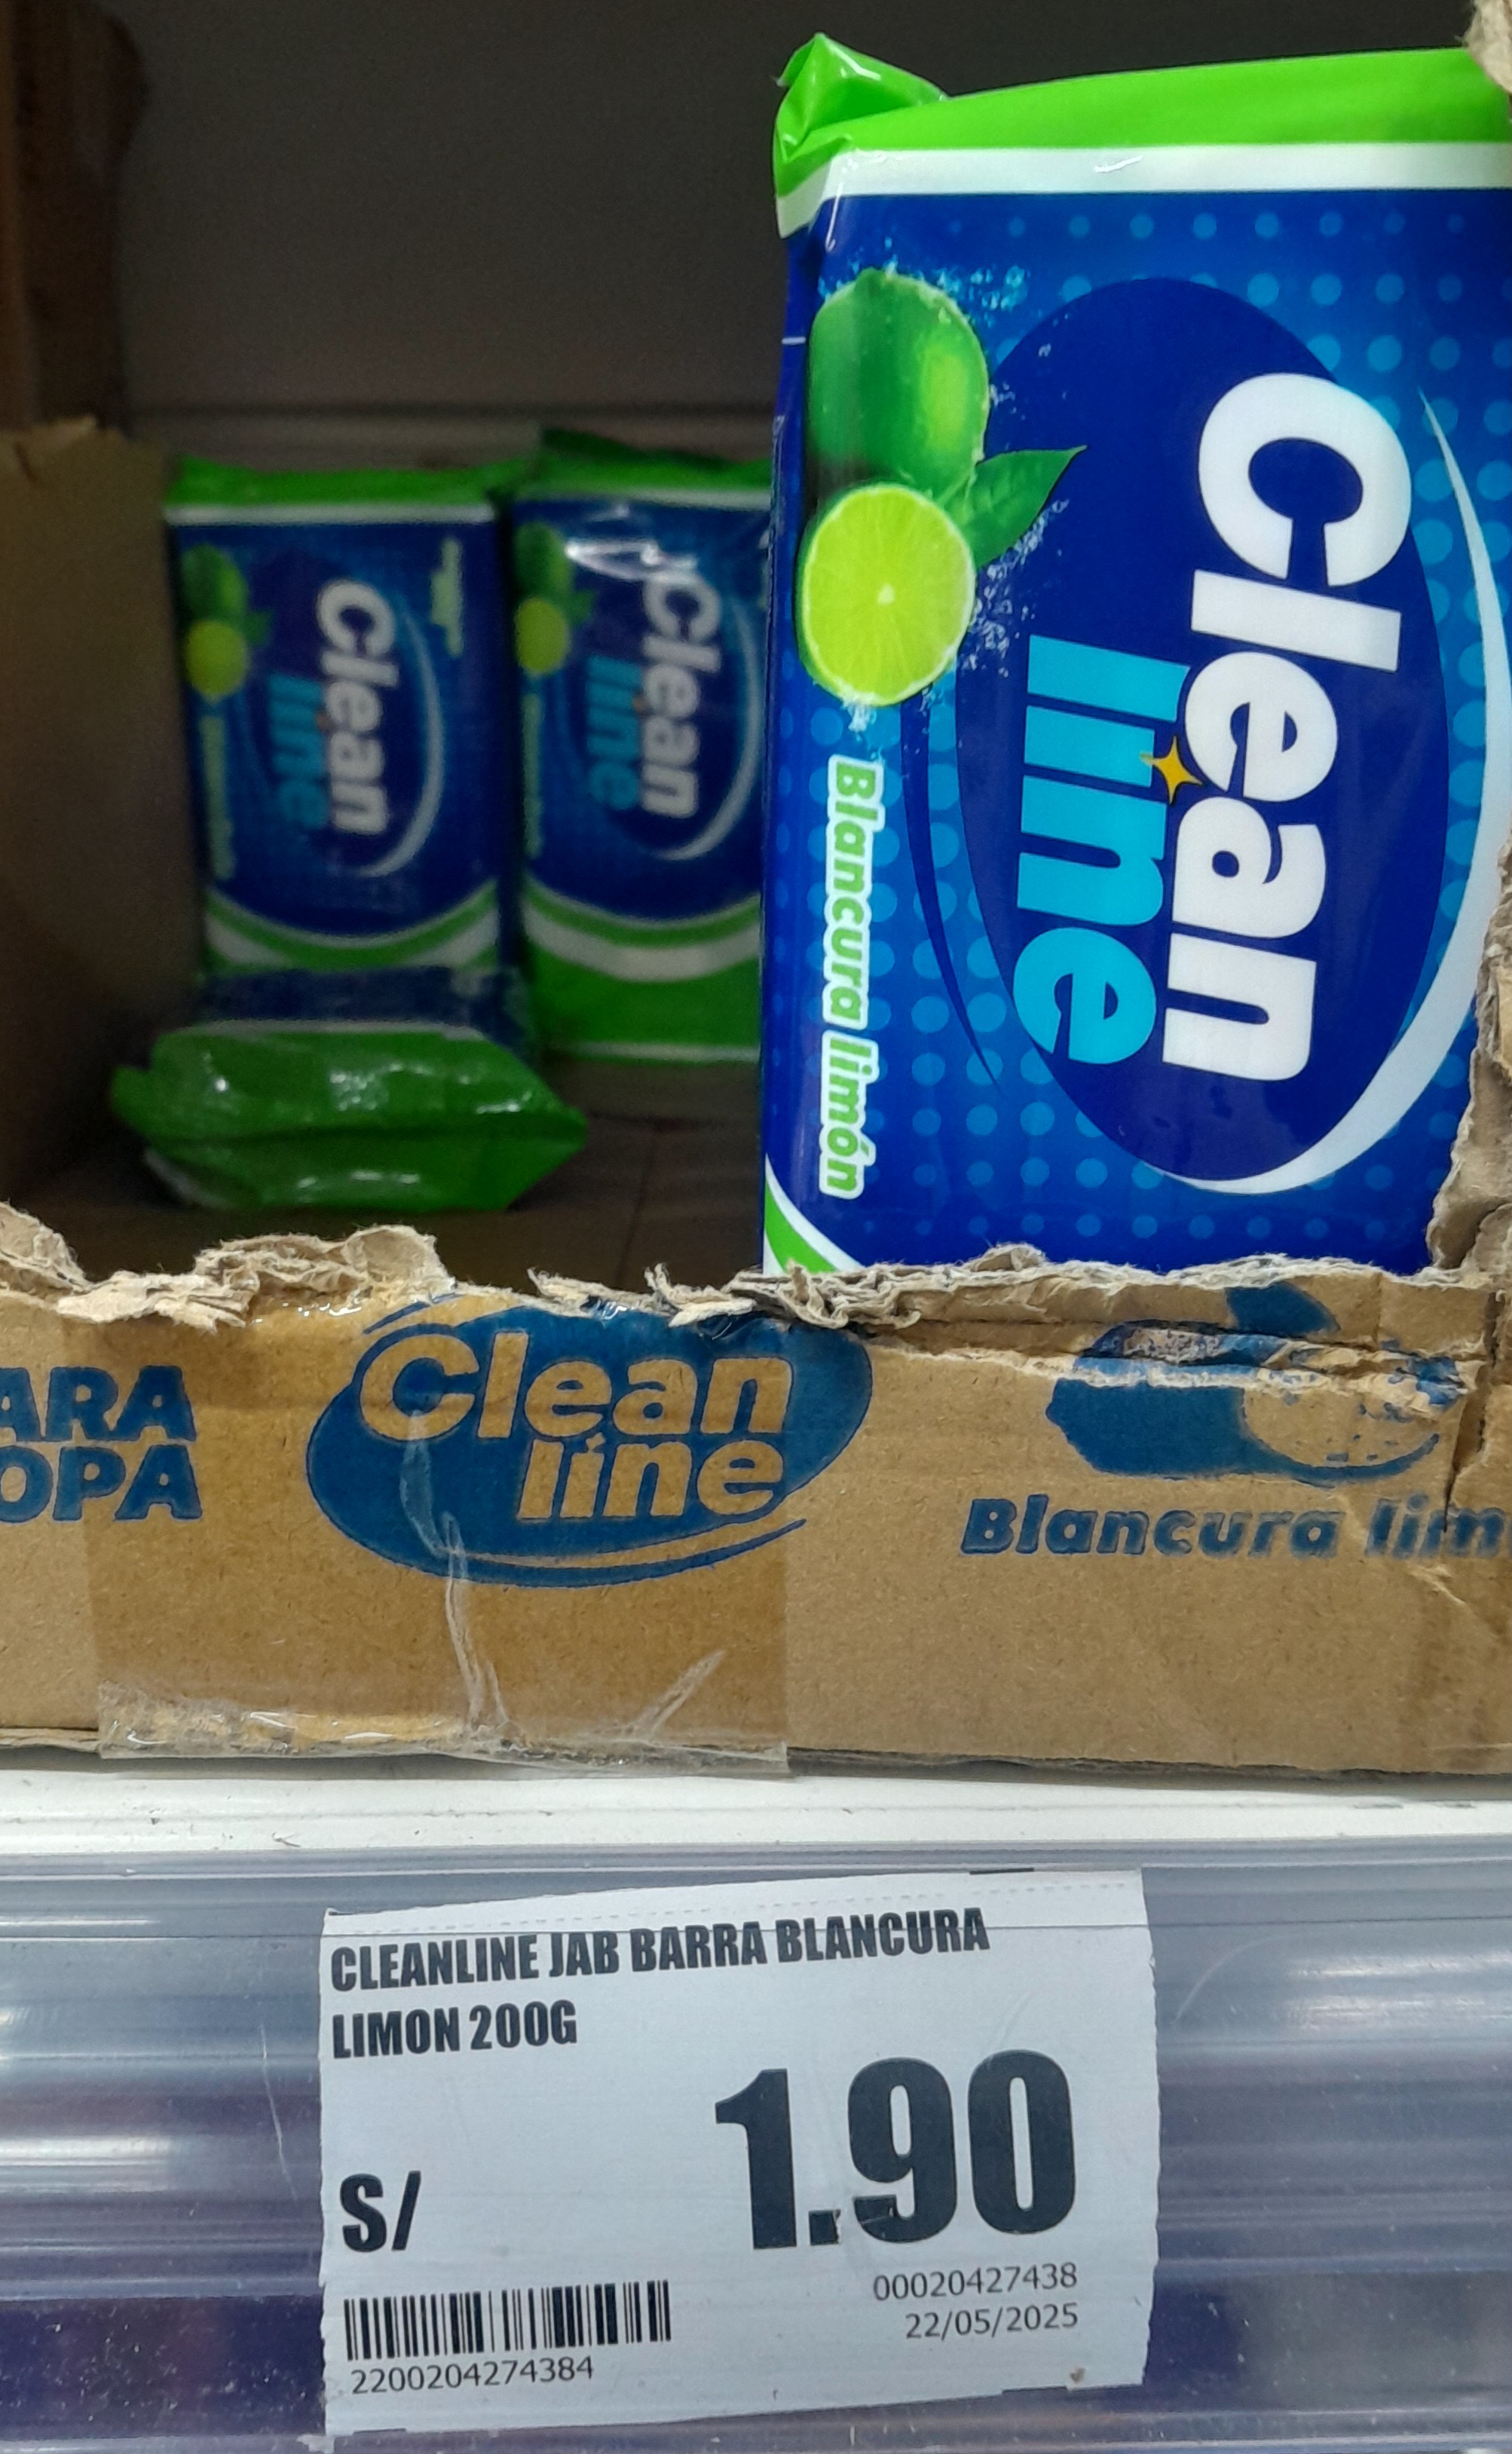 Clean
line
Clean
line
Clean
line
Blancura limón
ARA
OPA
Clean
line
Blancura lim
CLEANLINE JAB BARRA BLANCURA
LIMON 200G
S/
1.90
00020427438
22/05/2025
2200204274384